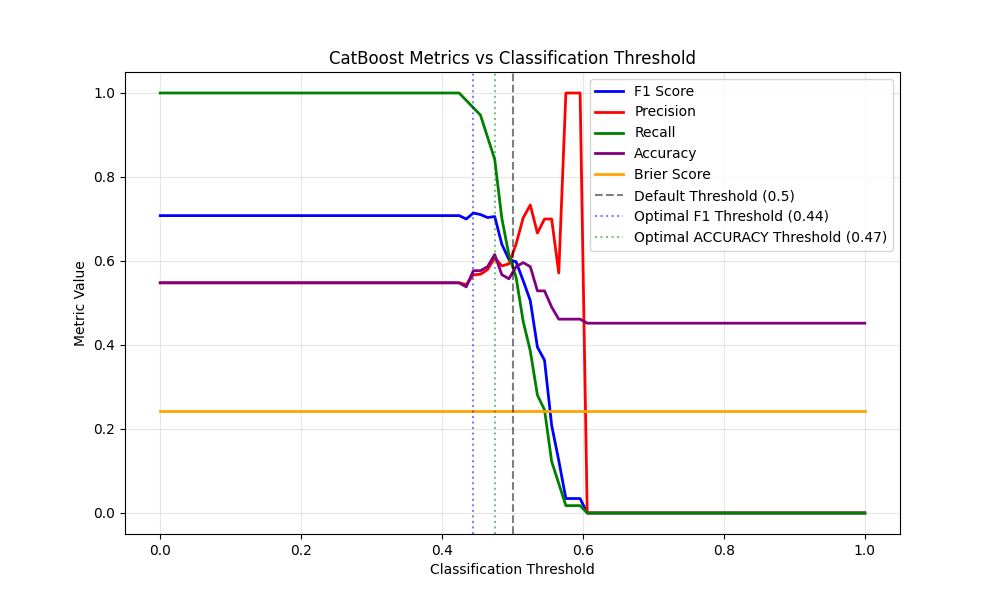 CatBoost Metrics vs Classification Threshold
F1 Score
Precision
Recall
Accuracy
Brier Score
Default Threshold (0.5)
Optimal F1 Threshold (0.44)
Optimal ACCURACY Threshold (0.47)
Metric Value
1.0
0.8
0.6
0.4
0.2
0.0
0.0 0.2 0.4 0.6 0.8 1.0
Classification Threshold